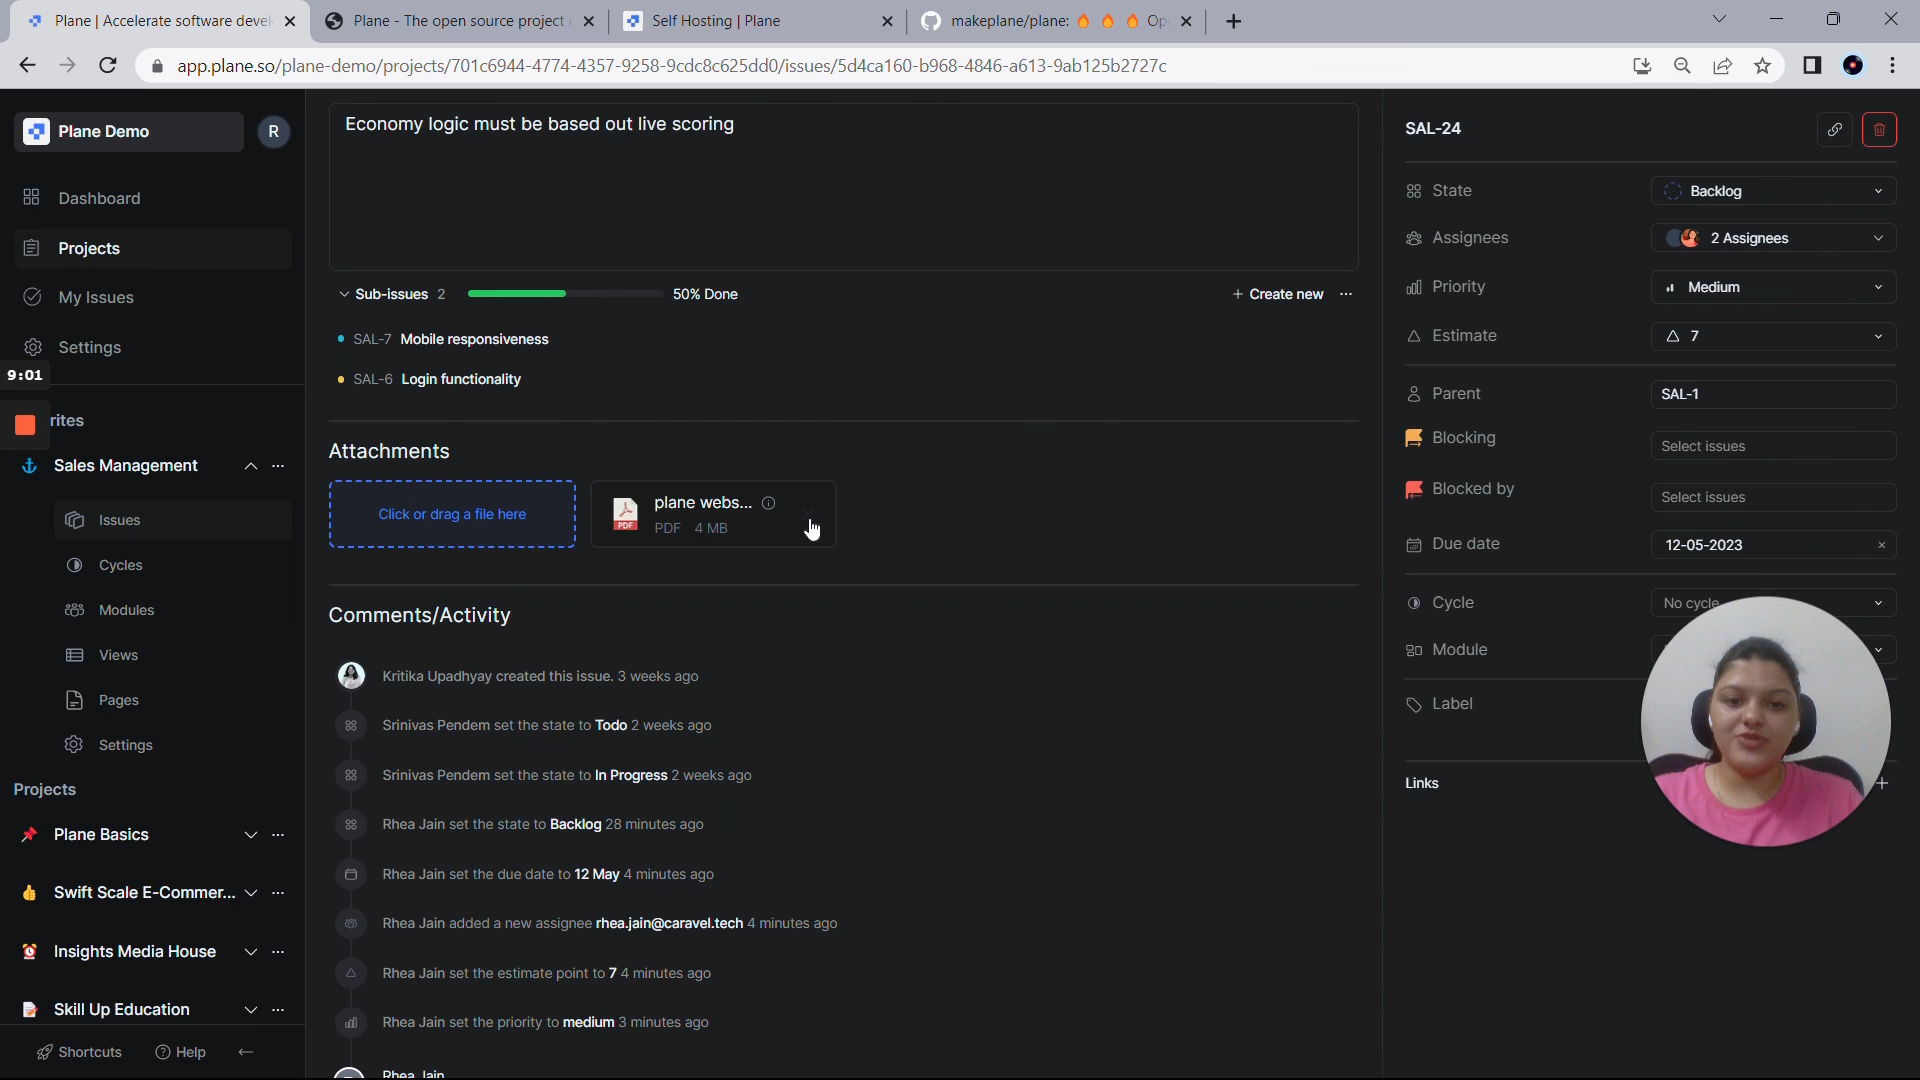 Plane | Accelerate software devel
Plane - The open source project
Self Hosting | Plane
makeplane/plane: 🔥 🔥 🔥 Op
app.plane.so/plane-demo/projects/701c6944-4774-4357-9258-9cdc8c625dd0/issues/5d4ca160-b968-4846-a613-9ab125b2727c
Plane Demo
R
Dashboard
Projects
My Issues
Settings
9:01
rites
Sales Management
Issues
Cycles
Modules
Views
Pages
Settings
Projects
Plane Basics
Swift Scale E-Commer...
Insights Media House
Skill Up Education
Shortcuts
Help
Economy logic must be based out live scoring
Sub-issues 2
50% Done
+ Create new
SAL-7 Mobile responsiveness
SAL-6 Login functionality
Attachments
Click or drag a file here
plane webs...
PDF
PDF 4 MB
Comments/Activity
Kritika Upadhyay created this issue. 3 weeks ago
Srinivas Pendem set the state to Todo 2 weeks ago
Srinivas Pendem set the state to In Progress 2 weeks ago
Rhea Jain set the state to Backlog 28 minutes ago
Rhea Jain set the due date to 12 May 4 minutes ago
Rhea Jain added a new assignee rhea.jain@caravel.tech 4 minutes ago
Rhea Jain set the estimate point to 7 4 minutes ago
Rhea Jain set the priority to medium 3 minutes ago
Rhea Jain
SAL-24
State
Backlog
Assignees
2 Assignees
Priority
Medium
Estimate
7
Parent
SAL-1
Blocking
Select issues
Blocked by
Select issues
Due date
12-05-2023
Cycle
No cycle
Module
Label
Links